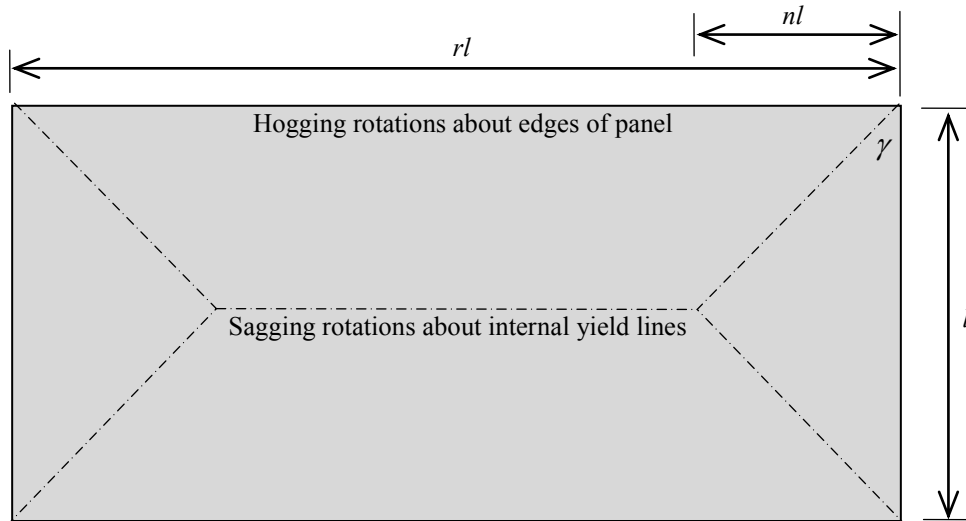 nl
rl
Hogging rotations about edges of panel
γ
l
Sagging rotations about internal yield lines